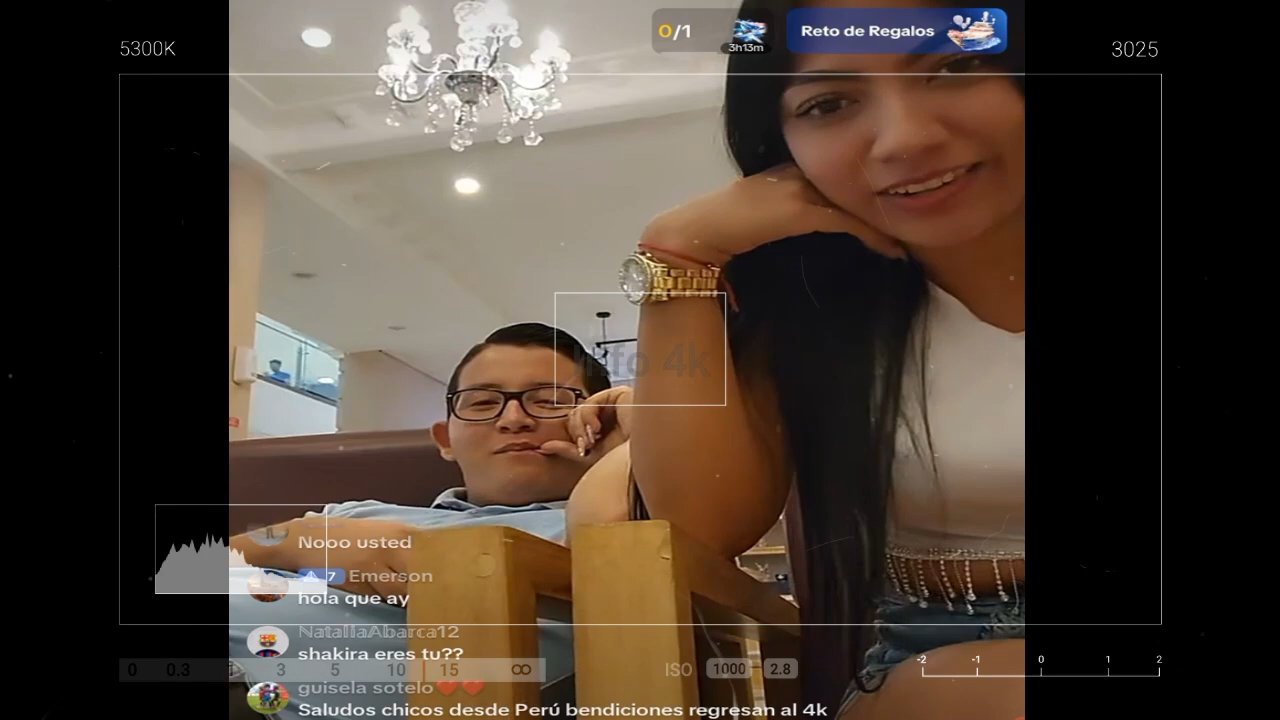 5300K
0/1
3h13m
Reto de Regalos
3025
info 4k
Nooo usted
7 Emerson
hola que ay
NataliaAbarca12
shakira eres tu??
0 0.3 1 3 5 10 15 ∞
ISO 1000 2.8
-2 -1 0 1 2
guisela sotelo❤️❤️
Saludos chicos desde Perú bendiciones regresan al 4k